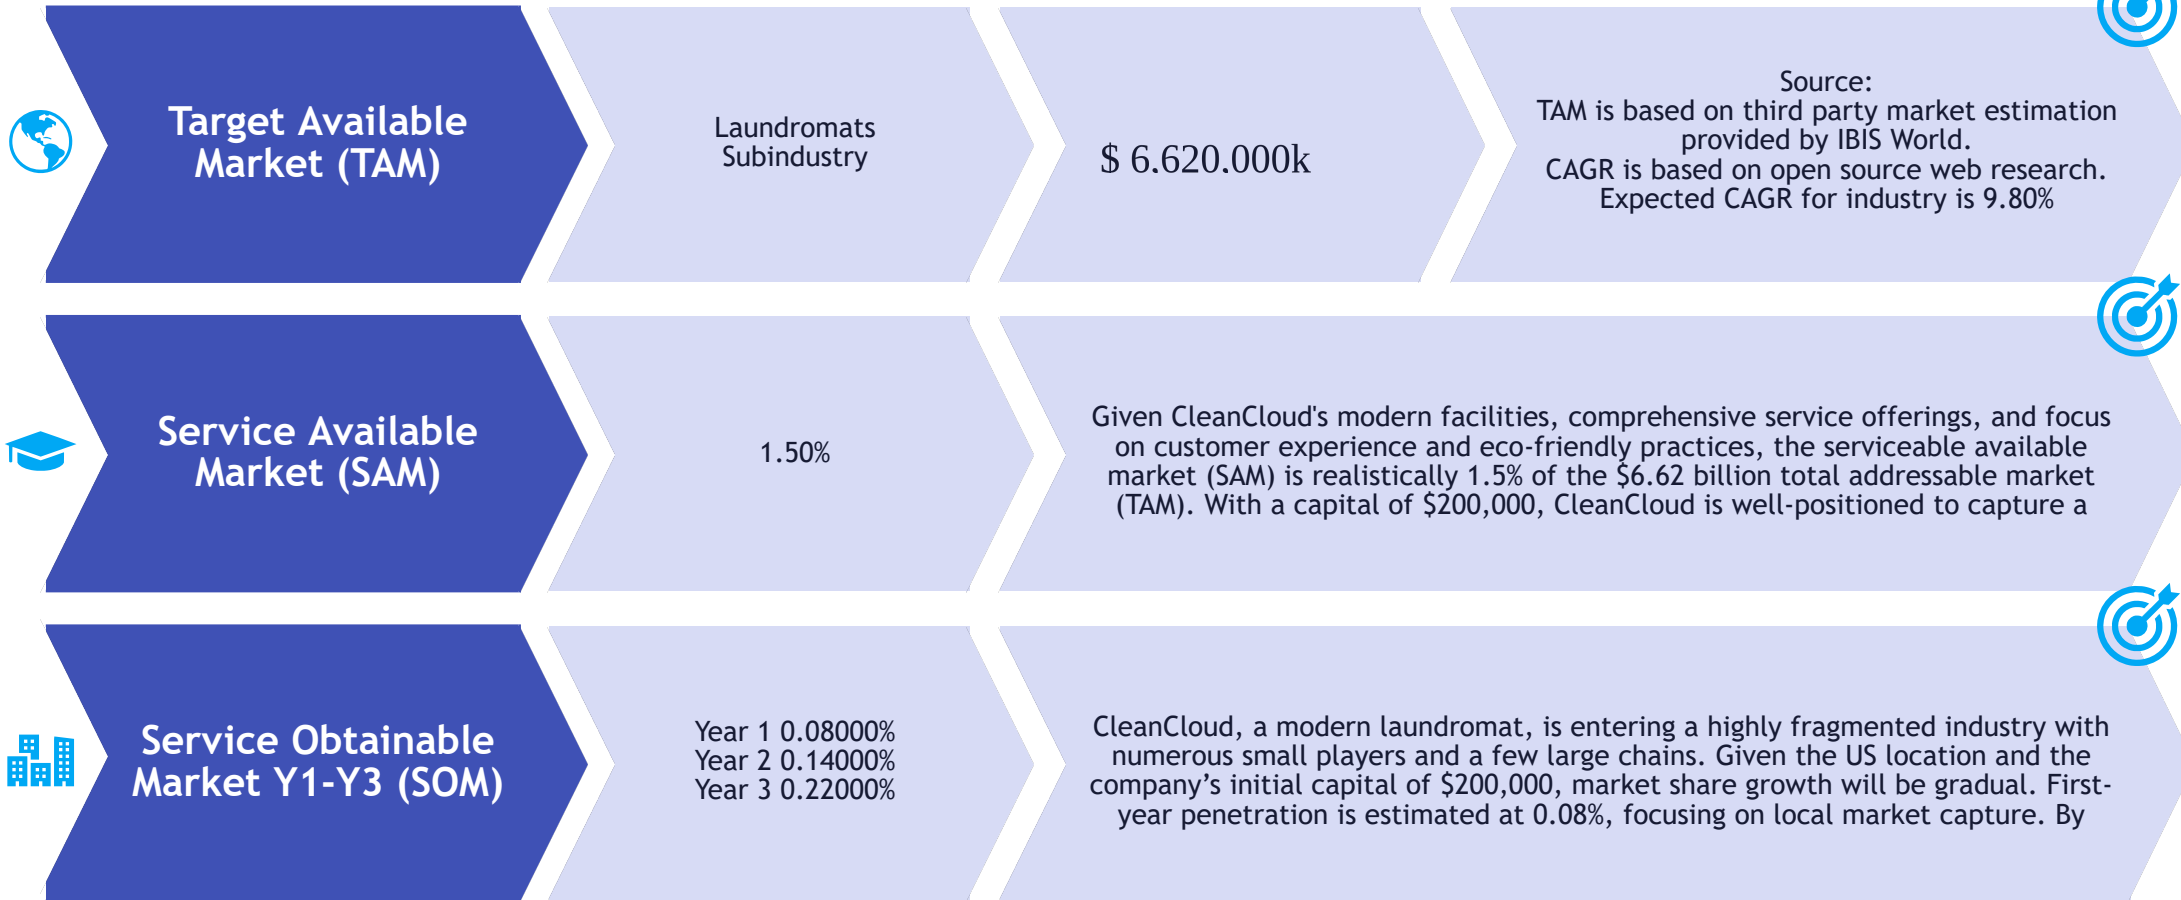 Target Available
Market (TAM)
Laundromats
Subindustry
$ 6.620.000k
Source:
TAM is based on third party market estimation
provided by IBIS World.
CAGR is based on open source web research.
Expected CAGR for industry is 9.80%
Service Available
Market (SAM)
1.50%
Given CleanCloud's modern facilities, comprehensive service offerings, and focus
on customer experience and eco-friendly practices, the serviceable available
market (SAM) is realistically 1.5% of the $6.62 billion total addressable market
(TAM). With a capital of $200,000, CleanCloud is well-positioned to capture a
Service Obtainable
Market Y1-Y3 (SOM)
Year 1 0.08000%
Year 2 0.14000%
Year 3 0.22000%
CleanCloud, a modern laundromat, is entering a highly fragmented industry with
numerous small players and a few large chains. Given the US location and the
company’s initial capital of $200,000, market share growth will be gradual. First-
year penetration is estimated at 0.08%, focusing on local market capture. By